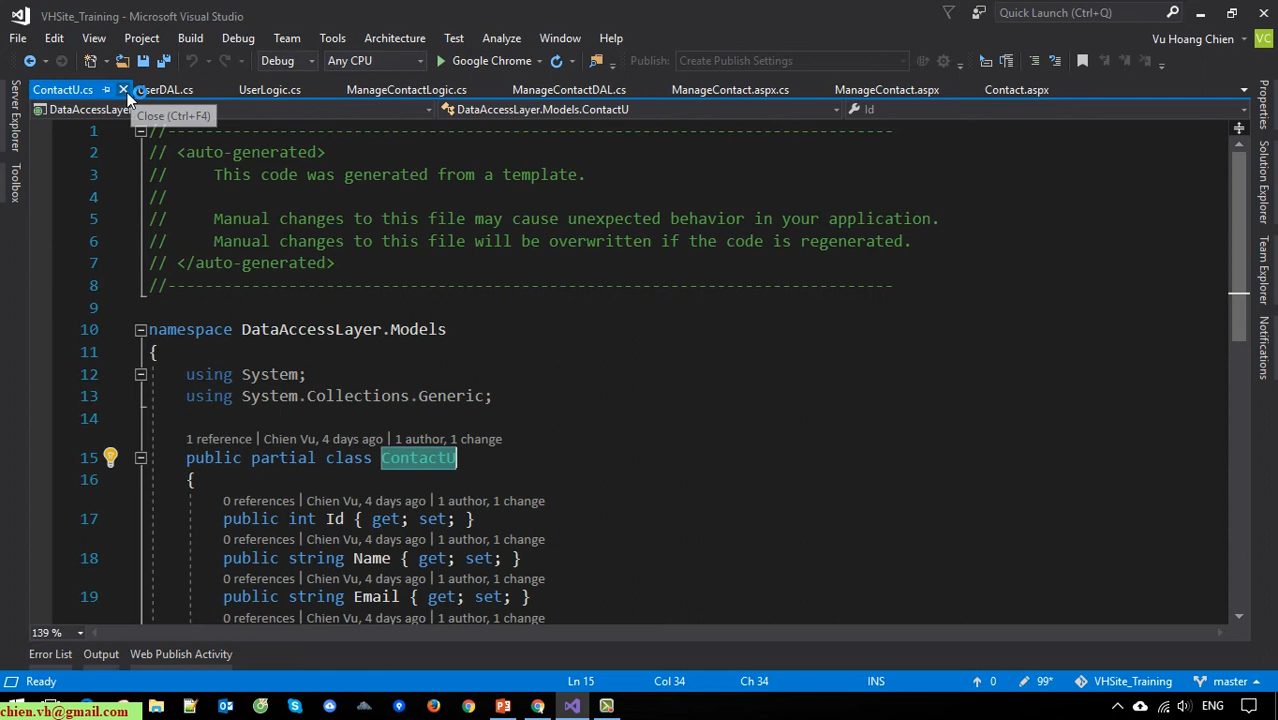 VHSite_Training - Microsoft Visual Studio
Quick Launch (Ctrl+Q)
File Edit View Project Build Debug Team Tools Architecture Test Analyze Window Help
Vu Hoang Chien VC
Debug Any CPU Google Chrome Publish: Create Publish Settings
ContactU.cs UserDAL.cs UserLogic.cs ManageContactLogic.cs ManageContactDAL.cs ManageContact.aspx.cs ManageContact.aspx Contact.aspx
DataAccessLayer DataAccessLayer.Models.ContactU Id
Close (Ctrl+F4)
Server Explorer
Toolbox
Properties
Solution Explorer
Team Explorer
Notifications
1 //--------------------------------------------------------------------------------
2 // <auto-generated>
3 // This code was generated from a template.
4 //
5 // Manual changes to this file may cause unexpected behavior in your application.
6 // Manual changes to this file will be overwritten if the code is regenerated.
7 // </auto-generated>
8 //--------------------------------------------------------------------------------
9
10 namespace DataAccessLayer.Models
11 {
12 using System;
13 using System.Collections.Generic;
14
1 reference | Chien Vu, 4 days ago | 1 author, 1 change
15 public partial class ContactU
16 {
0 references | Chien Vu, 4 days ago | 1 author, 1 change
17 public int Id { get; set; }
0 references | Chien Vu, 4 days ago | 1 author, 1 change
18 public string Name { get; set; }
0 references | Chien Vu, 4 days ago | 1 author, 1 change
19 public string Email { get; set; }
0 references | Chien Vu, 4 days ago | 1 author, 1 change
139 %
Error List Output Web Publish Activity
Ready Ln 15 Col 34 Ch 34 INS 0 99* VHSite_Training master
chien.vh@gmail.com
ENG